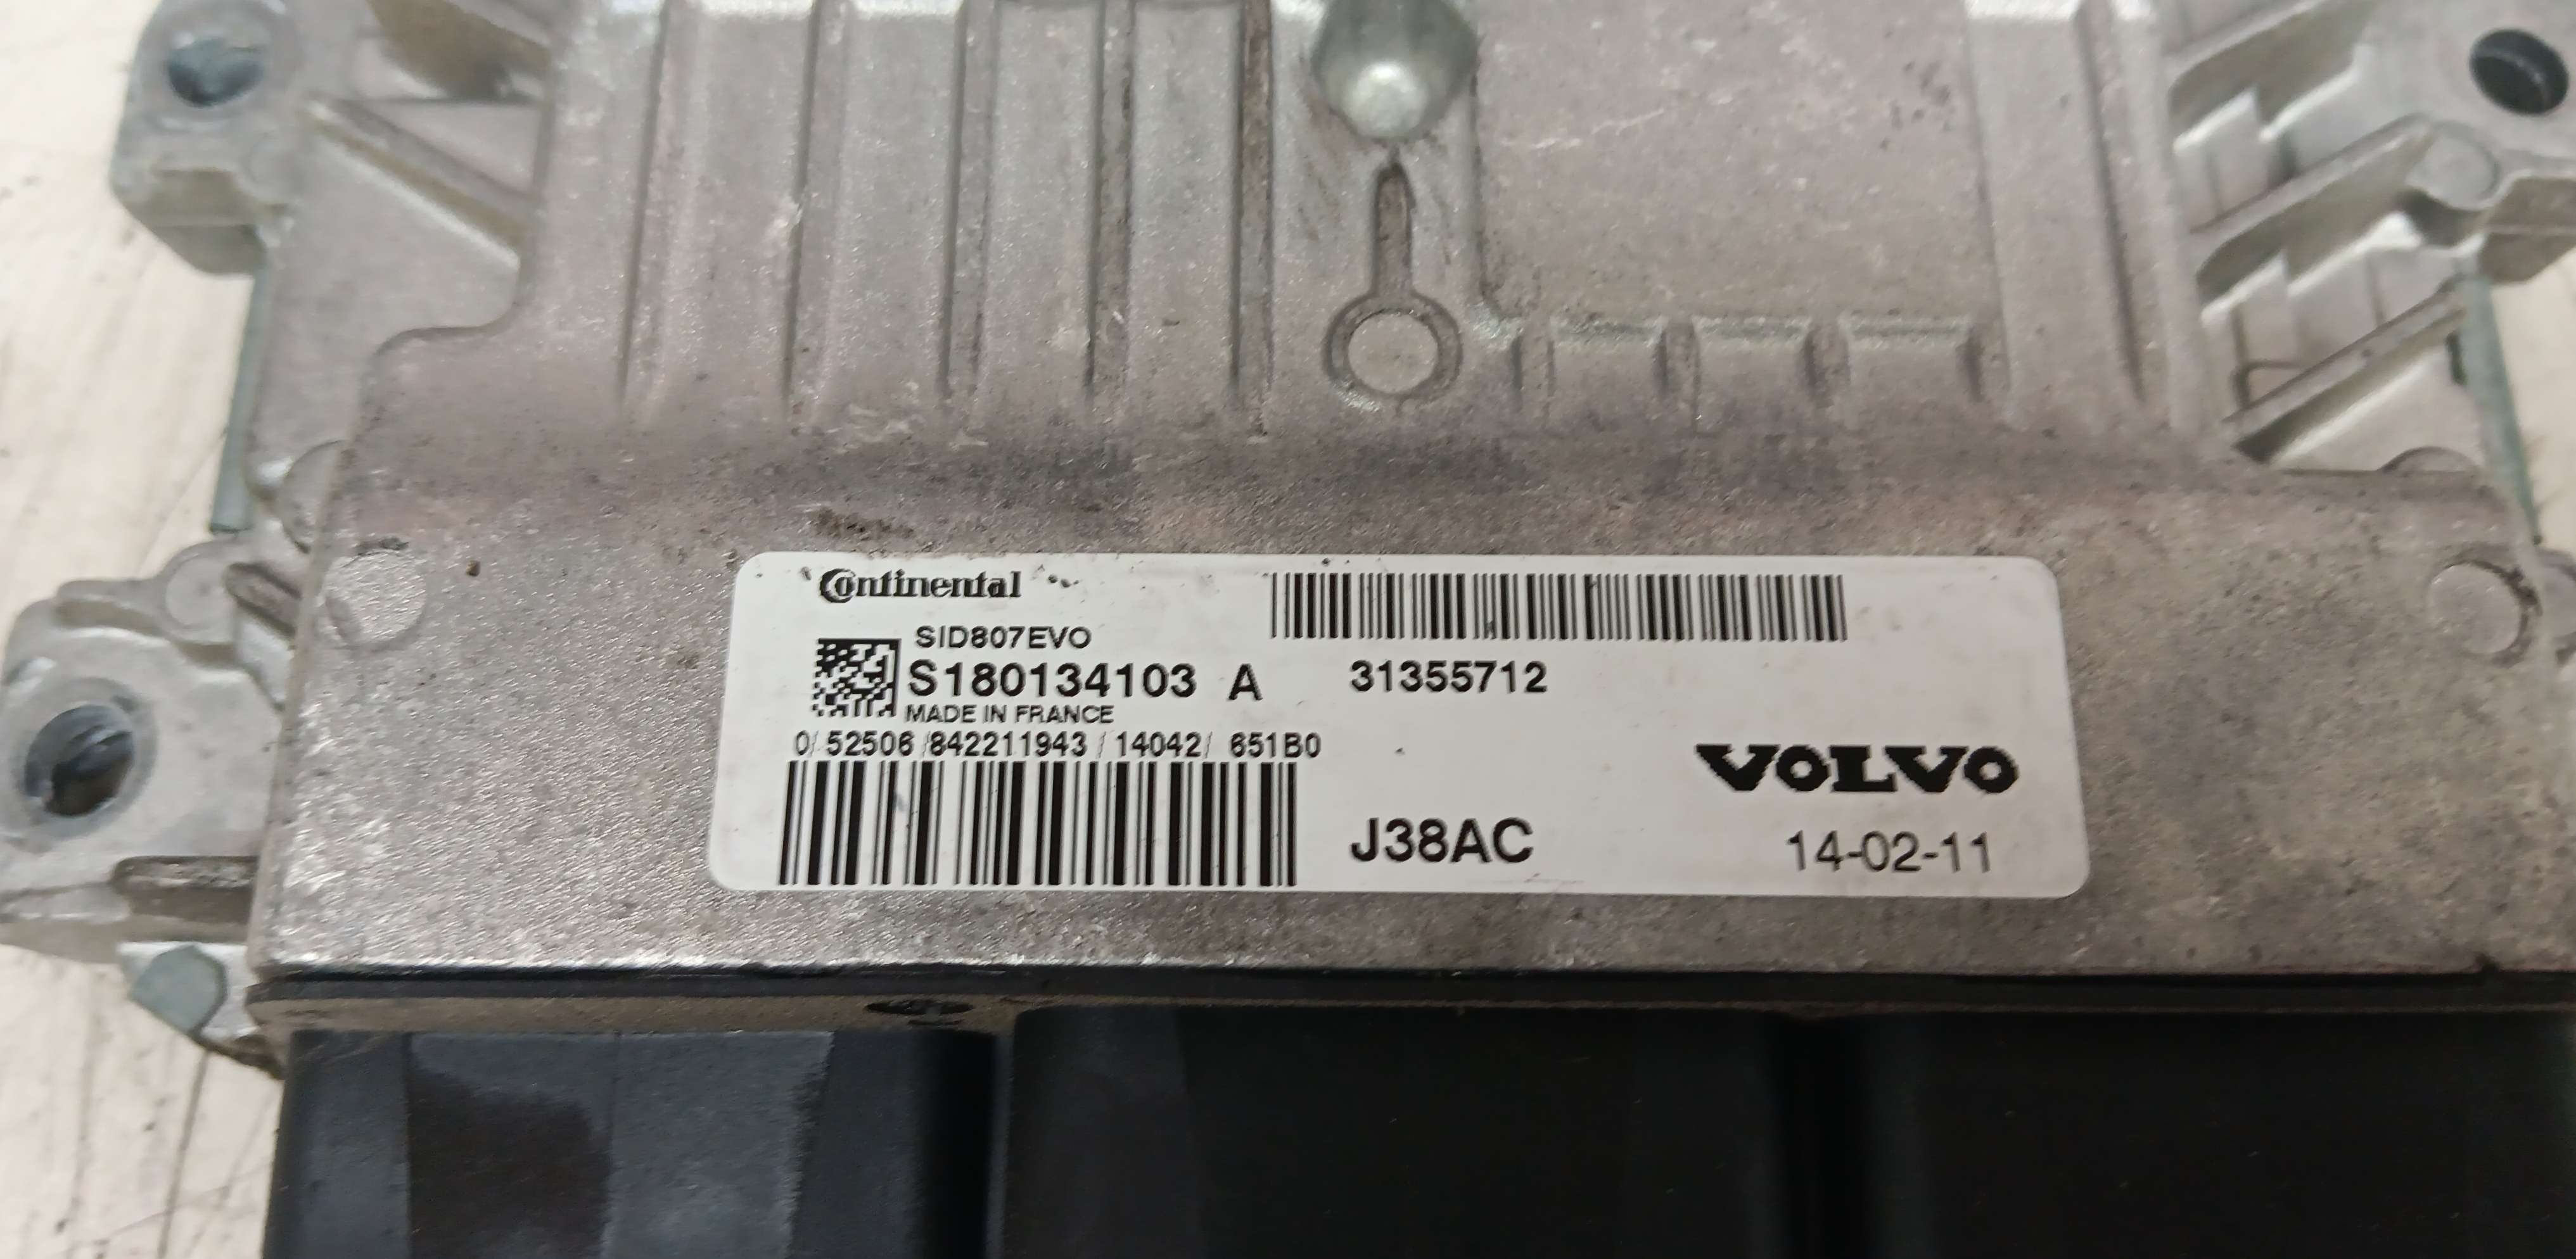 Continental
SID807EVO
S180134103 A 31355712
MADE IN FRANCE
0/ 52506 /842211943 / 14042/ 651B0
VOLVO
J38AC
14-02-11